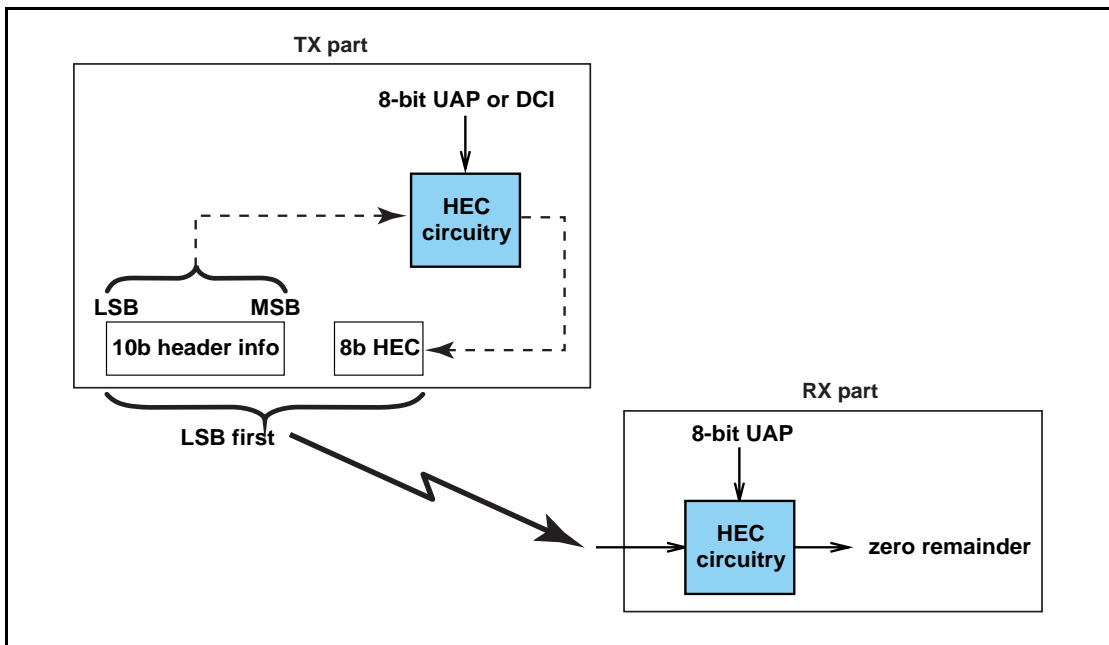 TX part
8-bit UAP or DCI
HEC
circuitry
LSB
MSB
10b header info
8b HEC
LSB first
RX part
8-bit UAP
HEC
circuitry
zero remainder